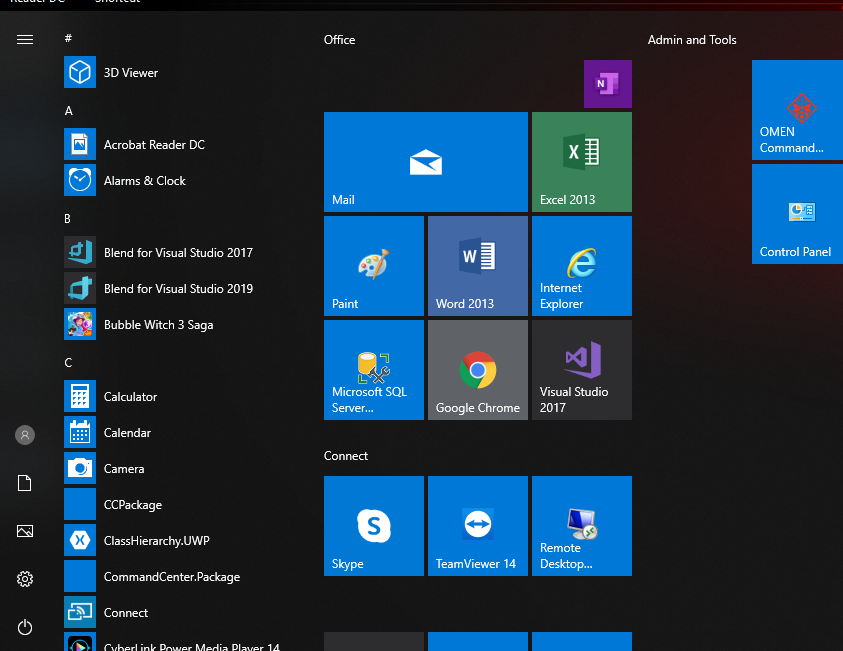 Reader DC Shortcut
#
3D Viewer
A
Acrobat Reader DC
Alarms & Clock
B
Blend for Visual Studio 2017
Blend for Visual Studio 2019
Bubble Witch 3 Saga
C
Calculator
Calendar
Camera
CCPackage
ClassHierarchy.UWP
CommandCenter.Package
Connect
CyberLink Power Media Player 14
Office
N
Mail
X
Excel 2013
Paint
W
Word 2013
Internet
Explorer
Microsoft SQL
Server...
Google Chrome
Visual Studio
2017
Connect
S
Skype
TeamViewer 14
Remote
Desktop...
Admin and Tools
OMEN
Command...
Control Panel